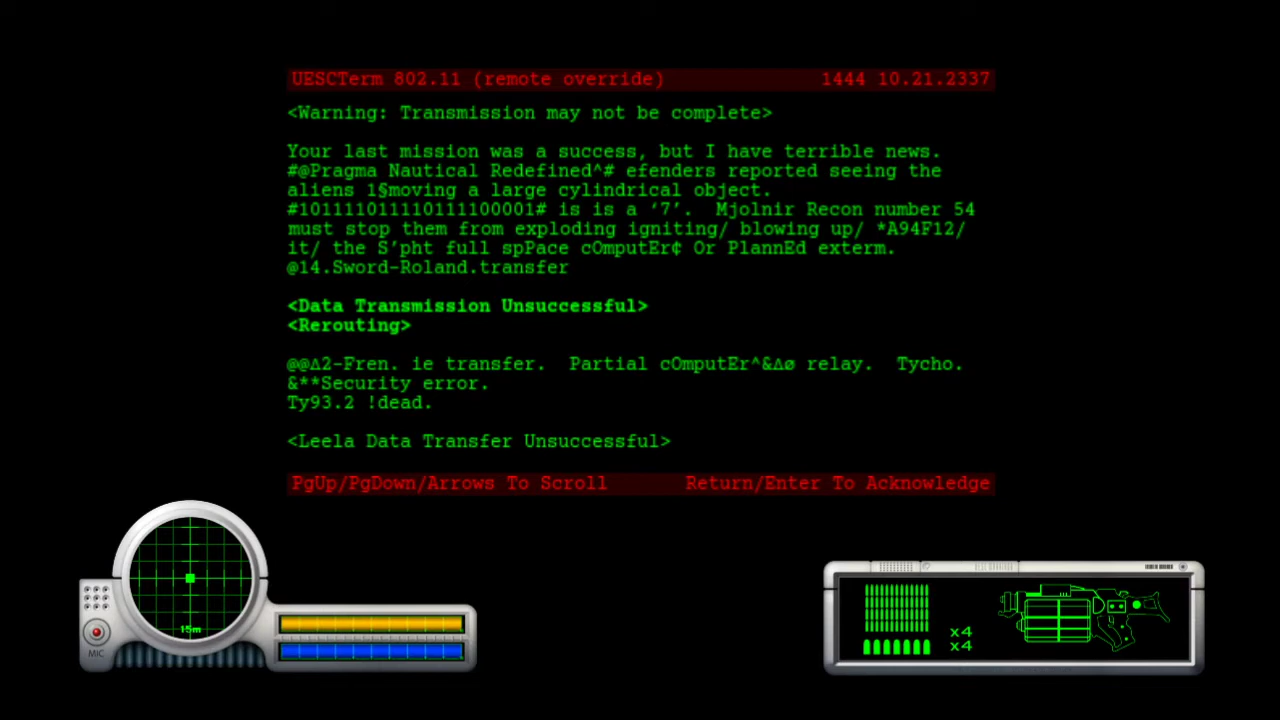 UESCTerm 802.11 (remote override) 1444 10.21.2337
<Warning: Transmission may not be complete>
Your last mission was a success, but I have terrible news.
#@Pragma Nautical Redefined^# efenders reported seeing the
aliens 1§moving a large cylindrical object.
#101111011110111100001# is is a ‘7’.  Mjolnir Recon number 54
must stop them from exploding igniting/ blowing up/ *A94F12/
it/ the S’pht full spPace cOmputEr¢ Or PlannEd exterm.
@14.Sword-Roland.transfer
<Data Transmission Unsuccessful>
<Rerouting>
@@Δ2-Fren. ie transfer.  Partial cOmputEr^&Δø relay.  Tycho.
&**Security error.
Ty93.2 !dead.
<Leela Data Transfer Unsuccessful>
PgUp/PgDown/Arrows To Scroll Return/Enter To Acknowledge
15m
MIC
x4
x4